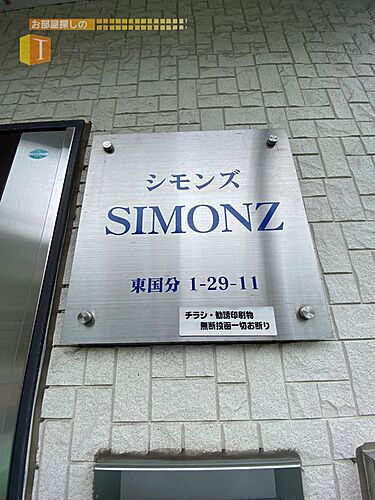 お部屋探しの
I
シモンズ
SIMONZ
東国分 1-29-11
チラシ・勧誘印刷物
無断投函一切お断り